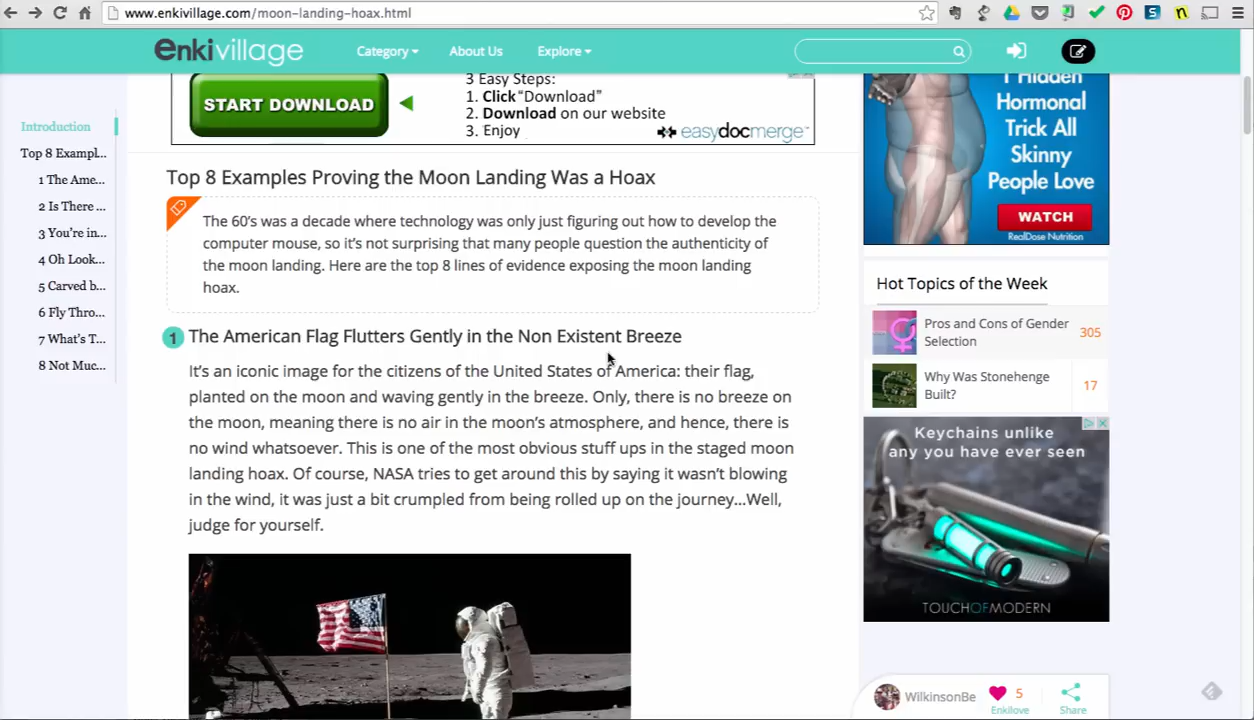 www.enkivillage.com/moon-landing-hoax.html
enkivillage
Category
About Us
Explore
START DOWNLOAD
3 Easy Steps:
1. Click "Download"
2. Download on our website
3. Enjoy
easydocmerge™
1 Hidden
Hormonal
Trick All
Skinny
People Love
WATCH
RealDose Nutrition
Introduction
Top 8 Exampl...
1 The Ame...
2 Is There ...
3 You're in...
4 Oh Look...
5 Carved b...
6 Fly Thro...
7 What's T...
8 Not Muc...
Top 8 Examples Proving the Moon Landing Was a Hoax
The 60's was a decade where technology was only just figuring out how to develop the
computer mouse, so it's not surprising that many people question the authenticity of
the moon landing. Here are the top 8 lines of evidence exposing the moon landing
hoax.
1 The American Flag Flutters Gently in the Non Existent Breeze
It's an iconic image for the citizens of the United States of America: their flag,
planted on the moon and waving gently in the breeze. Only, there is no breeze on
the moon, meaning there is no air in the moon's atmosphere, and hence, there is
no wind whatsoever. This is one of the most obvious stuff ups in the staged moon
landing hoax. Of course, NASA tries to get around this by saying it wasn't blowing
in the wind, it was just a bit crumpled from being rolled up on the journey...Well,
judge for yourself.
Hot Topics of the Week
Pros and Cons of Gender
Selection
305
Why Was Stonehenge
Built?
17
Keychains unlike
any you have ever seen
TOUCHOFMODERN
WilkinsonBe
5
Enkilove
Share